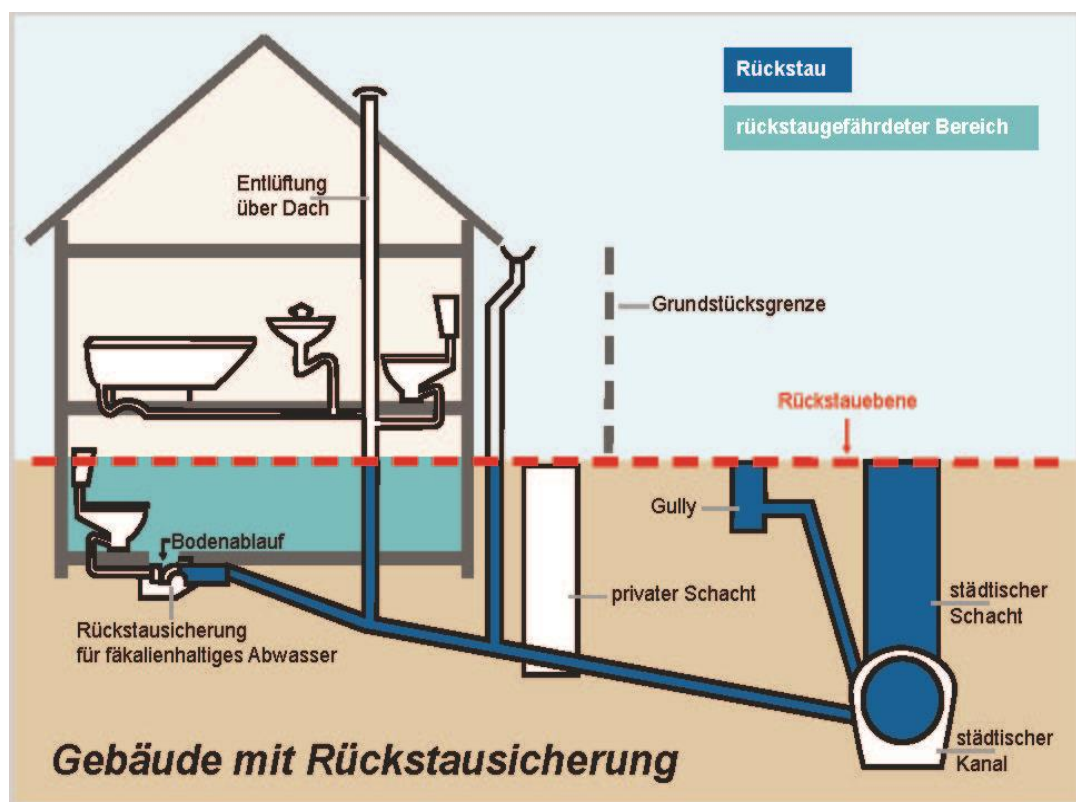 Rückstau
rückstaugefährdeter Bereich
Entlüftung
über Dach
Grundstücksgrenze
Rückstauebene
Gully
Bodenablauf
privater Schacht
städtischer
Schacht
Rückstausicherung
für fäkalienhaltiges Abwasser
städtischer
Kanal
Gebäude mit Rückstausicherung